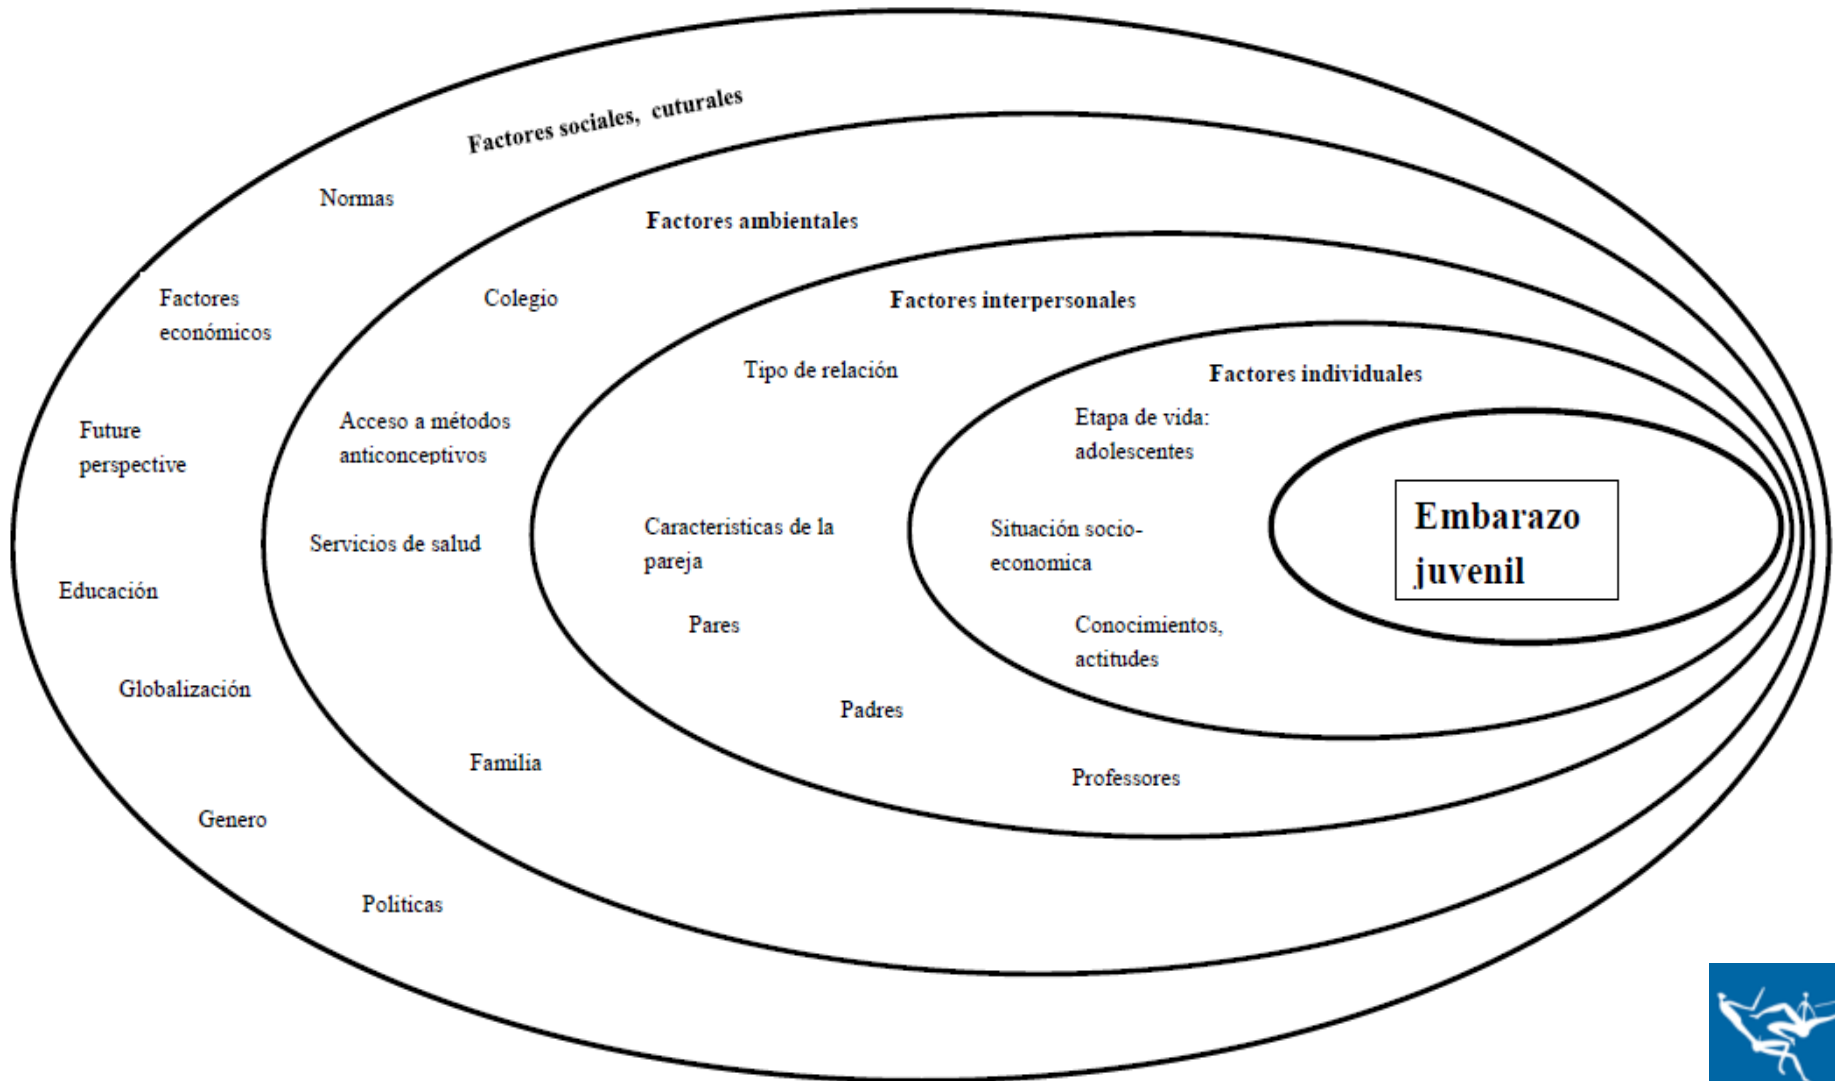 Factores sociales, cuturales
Normas
Factores
económicos
Future
perspective
Educación
Globalización
Genero
Politicas
Factores ambientales
Colegio
Acceso a métodos
anticonceptivos
Servicios de salud
Familia
Factores interpersonales
Tipo de relación
Caracteristicas de la
pareja
Pares
Padres
Professores
Factores individuales
Etapa de vida:
adolescentes
Situación socio-
economica
Conocimientos,
actitudes
Embarazo
juvenil